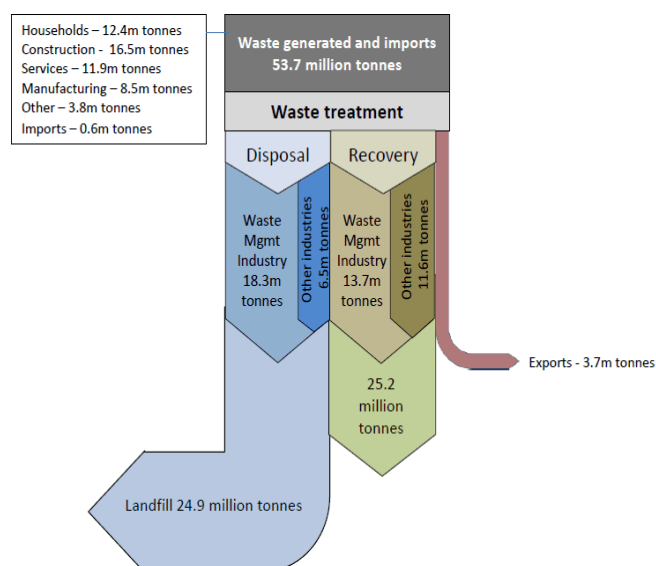 Households – 12.4m tonnes
Construction - 16.5m tonnes
Services – 11.9m tonnes
Manufacturing – 8.5m tonnes
Other – 3.8m tonnes
Imports – 0.6m tonnes
Waste generated and imports
53.7 million tonnes
Waste treatment
Disposal
Recovery
Waste
Mgmt
Industry
18.3m
tonnes
Other industries
6.5m tonnes
Waste
Mgmt
Industry
13.7m
tonnes
Other industries
11.6m tonnes
Exports - 3.7m tonnes
25.2
million
tonnes
Landfill 24.9 million tonnes